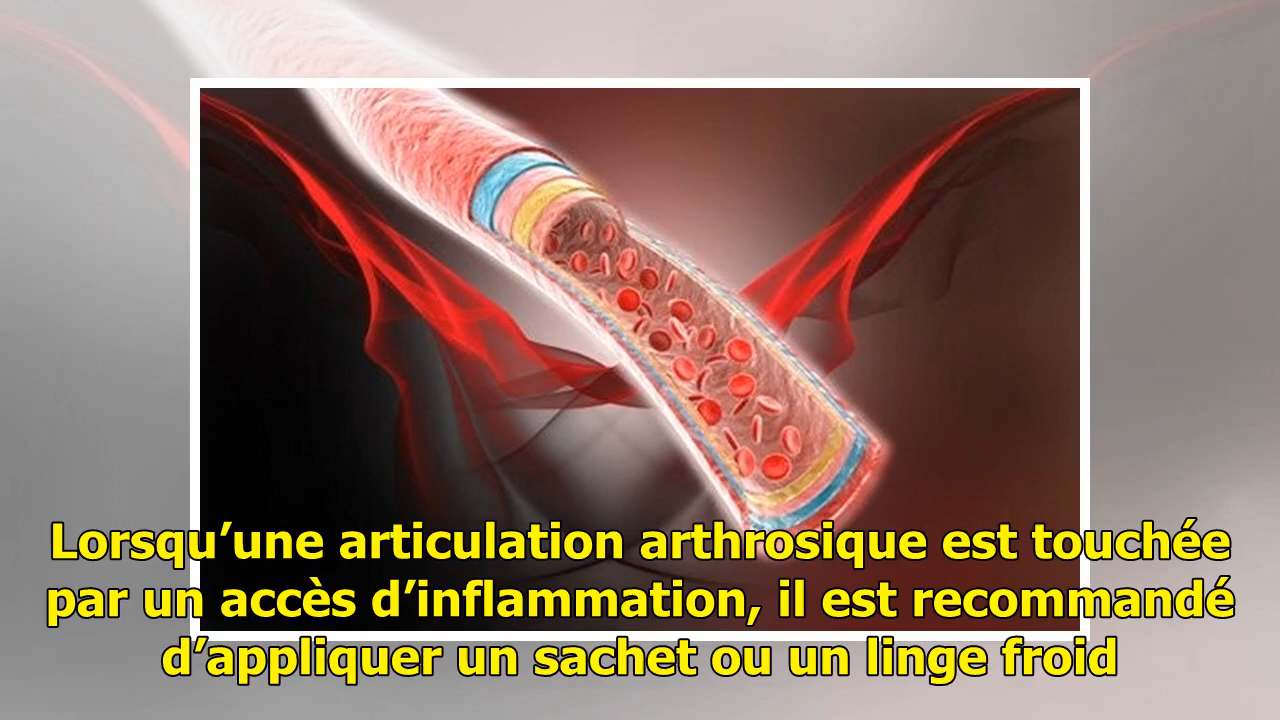 Lorsqu’une articulation arthrosique est touchée
par un accès d’inflammation, il est recommandé
d’appliquer un sachet ou un linge froid